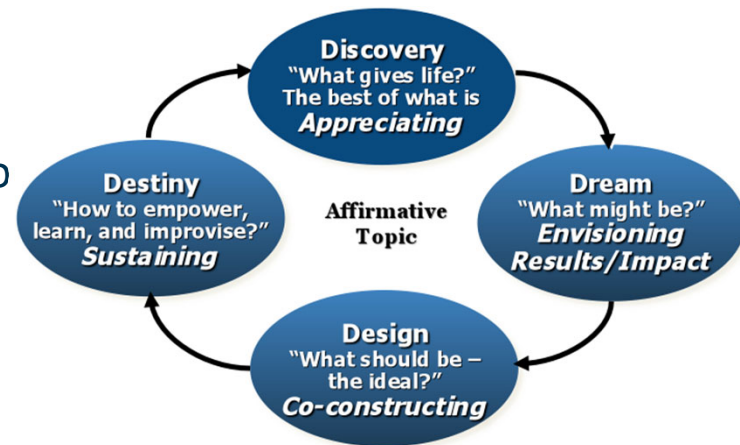 Discovery
“What gives life?”
The best of what is
Appreciating
Dream
“What might be?”
Envisioning
Results/Impact
Design
“What should be –
the ideal?”
Co-constructing
Destiny
“How to empower,
learn, and improvise?”
Sustaining
Affirmative
Topic